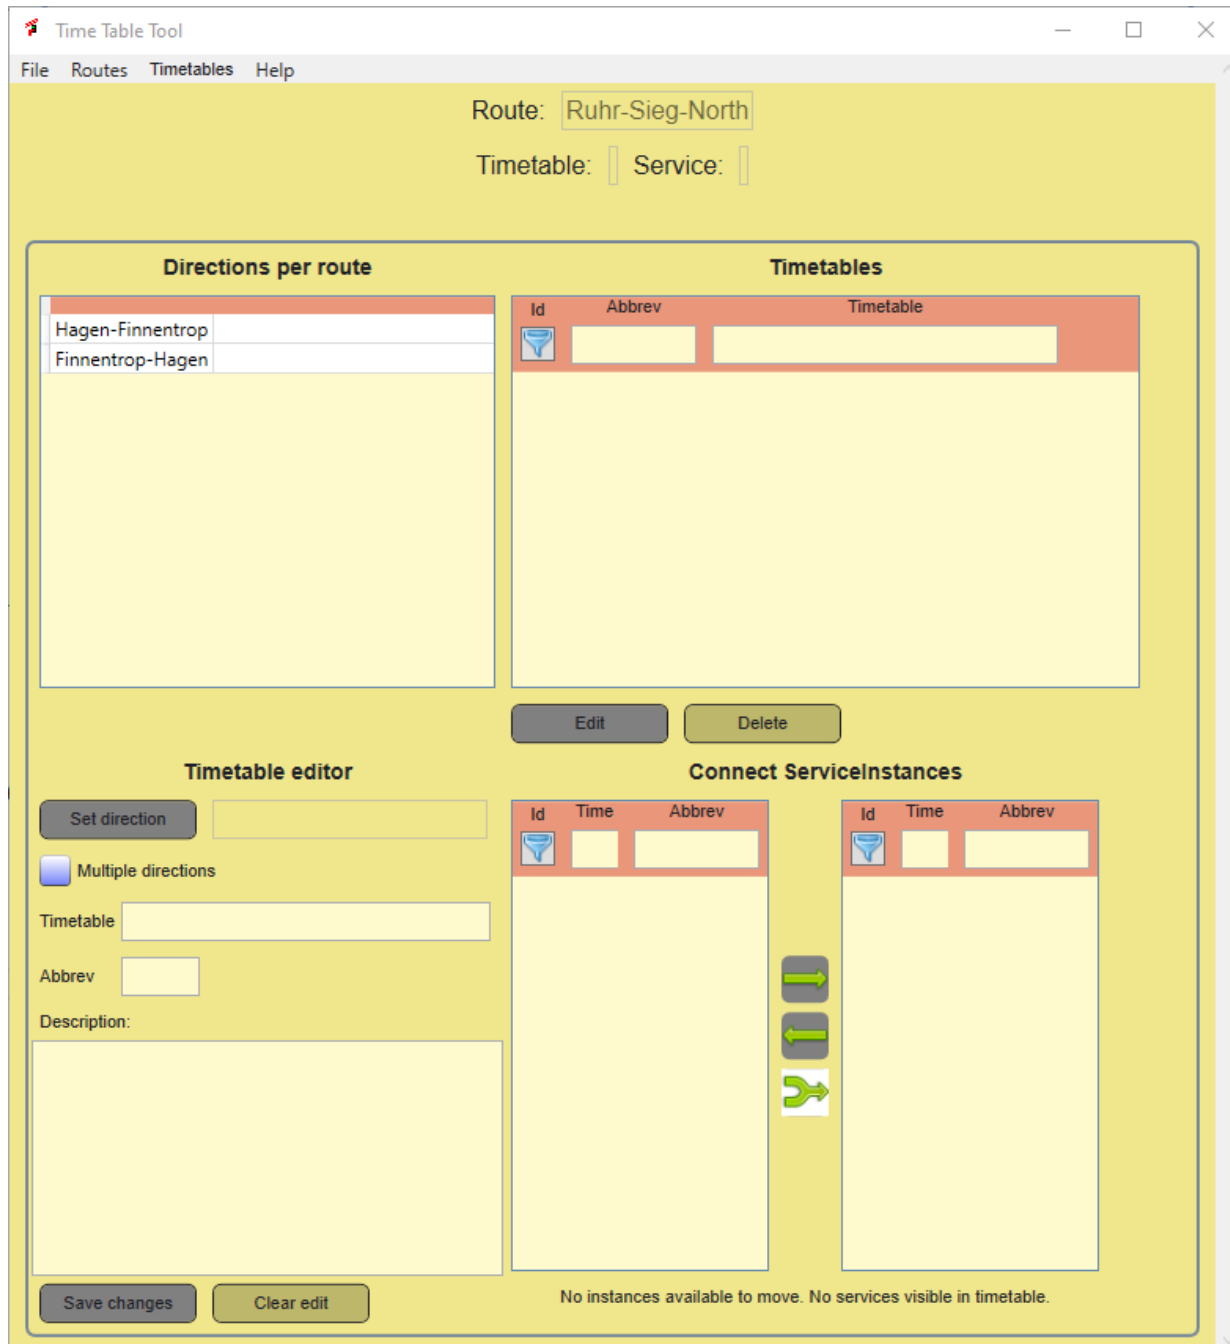 Time Table Tool
File Routes Timetables Help
Route: Ruhr-Sieg-North
Timetable: Service:
Directions per route
Hagen-Finnentrop
Finnentrop-Hagen
Timetables
Id Abbrev Timetable
Edit Delete
Timetable editor
Set direction
Multiple directions
Timetable
Abbrev
Description:
Save changes Clear edit
Connect ServiceInstances
Id Time Abbrev
Id Time Abbrev
No instances available to move. No services visible in timetable.